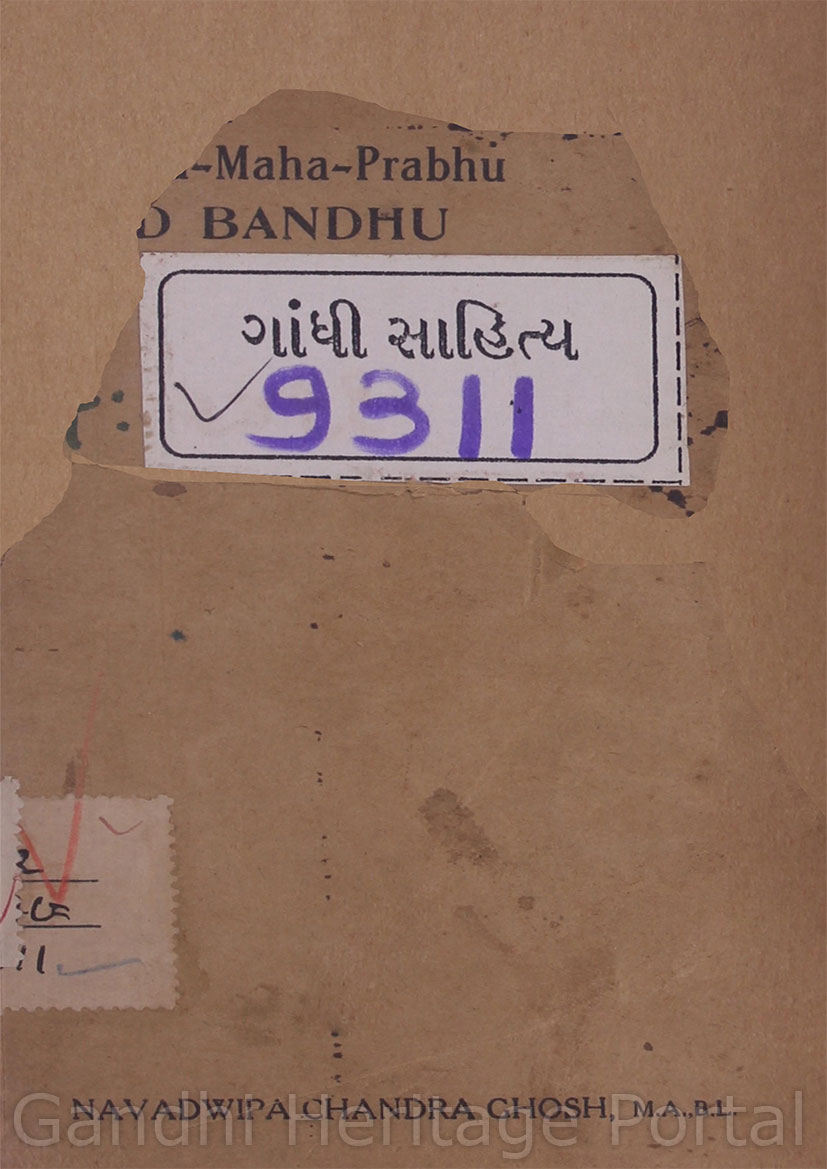 -Maha-Prabhu
D BANDHU
ગાંધી સાહિત્ય
9311
NAVADWIPA CHANDRA GHOSH, M.A.,B.L.
Gandhi Heritage Portal